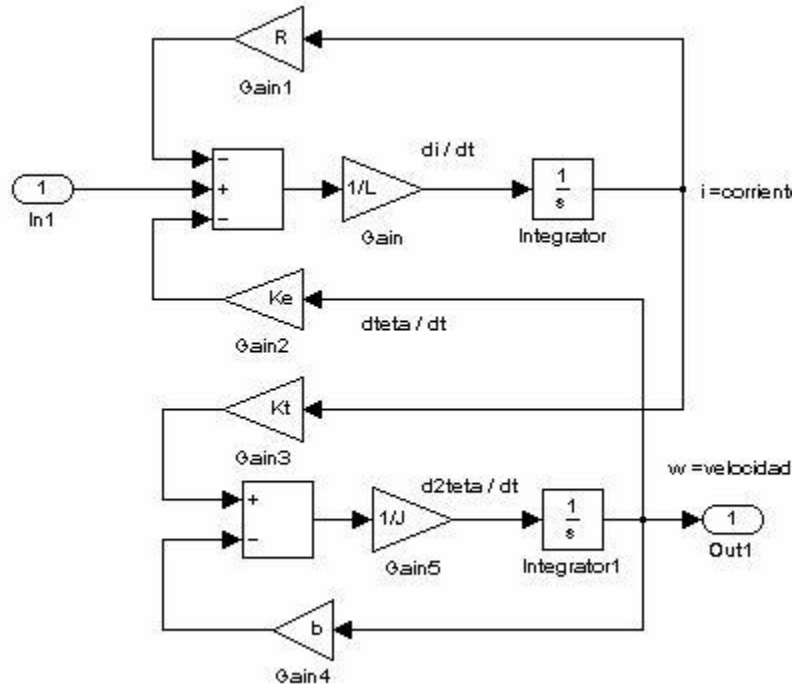 R
Gain1
−
+
−
1
In1
1/L
Gain
di / dt
1
s
Integrator
i =corriente
Ke
Gain2
dteta / dt
Kt
Gain3
w =velocidad
+
−
1/J
Gain5
d2teta / dt
1
s
Integrator1
1
Out1
b
Gain4